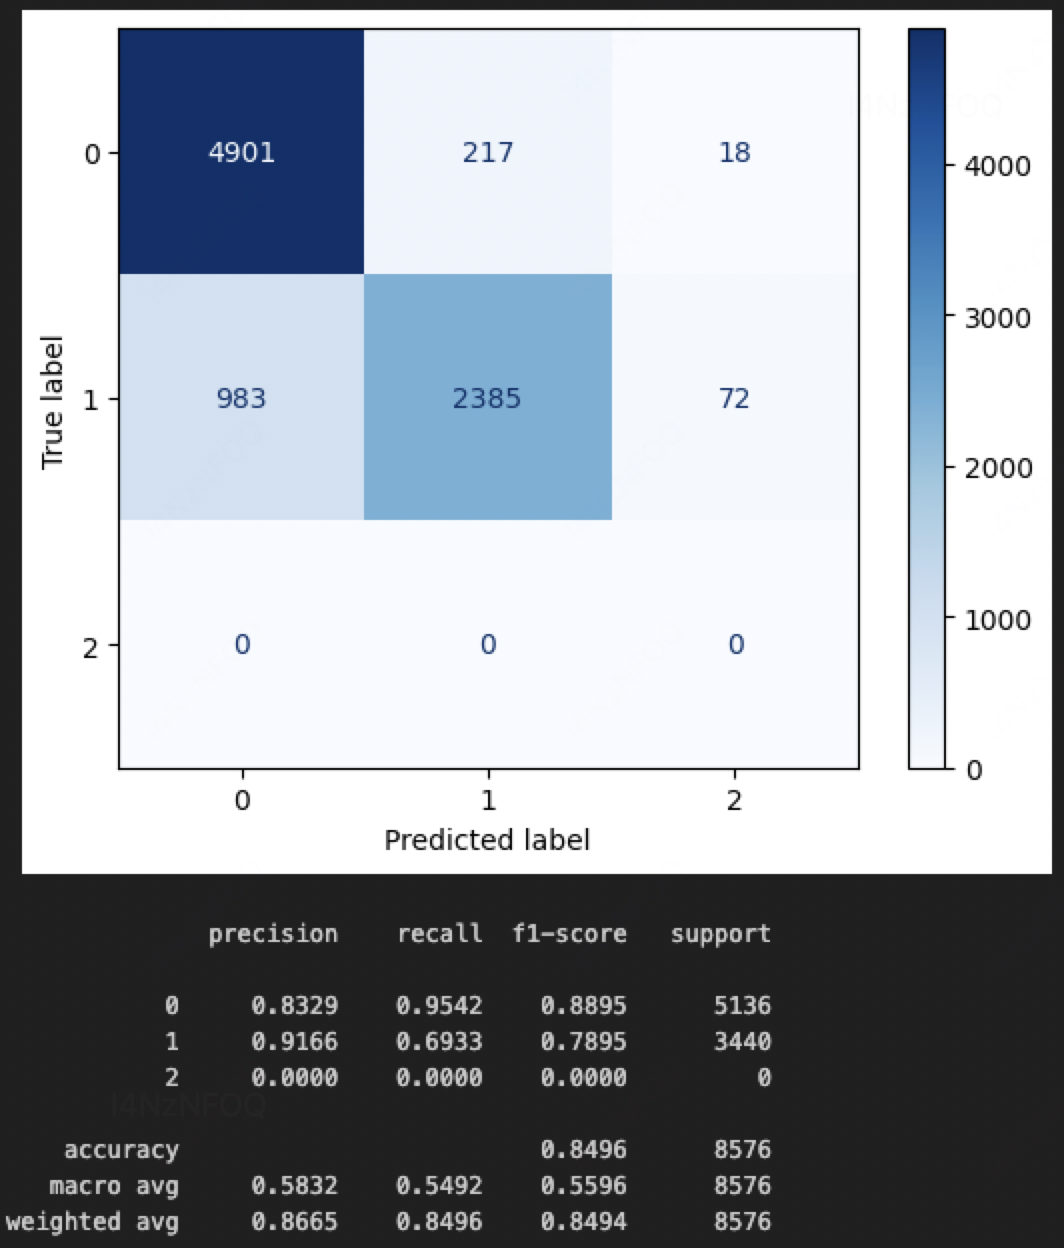 0 4901 217 18
4000
3000
True label
1 983 2385 72
2000
1000
2 0 0 0
0
0 1 2
Predicted label
precision recall f1-score support
0 0.8329 0.9542 0.8895 5136
1 0.9166 0.6933 0.7895 3440
2 0.0000 0.0000 0.0000 0
I4NzNFOQ
accuracy 0.8496 8576
macro avg 0.5832 0.5492 0.5596 8576
weighted avg 0.8665 0.8496 0.8494 8576